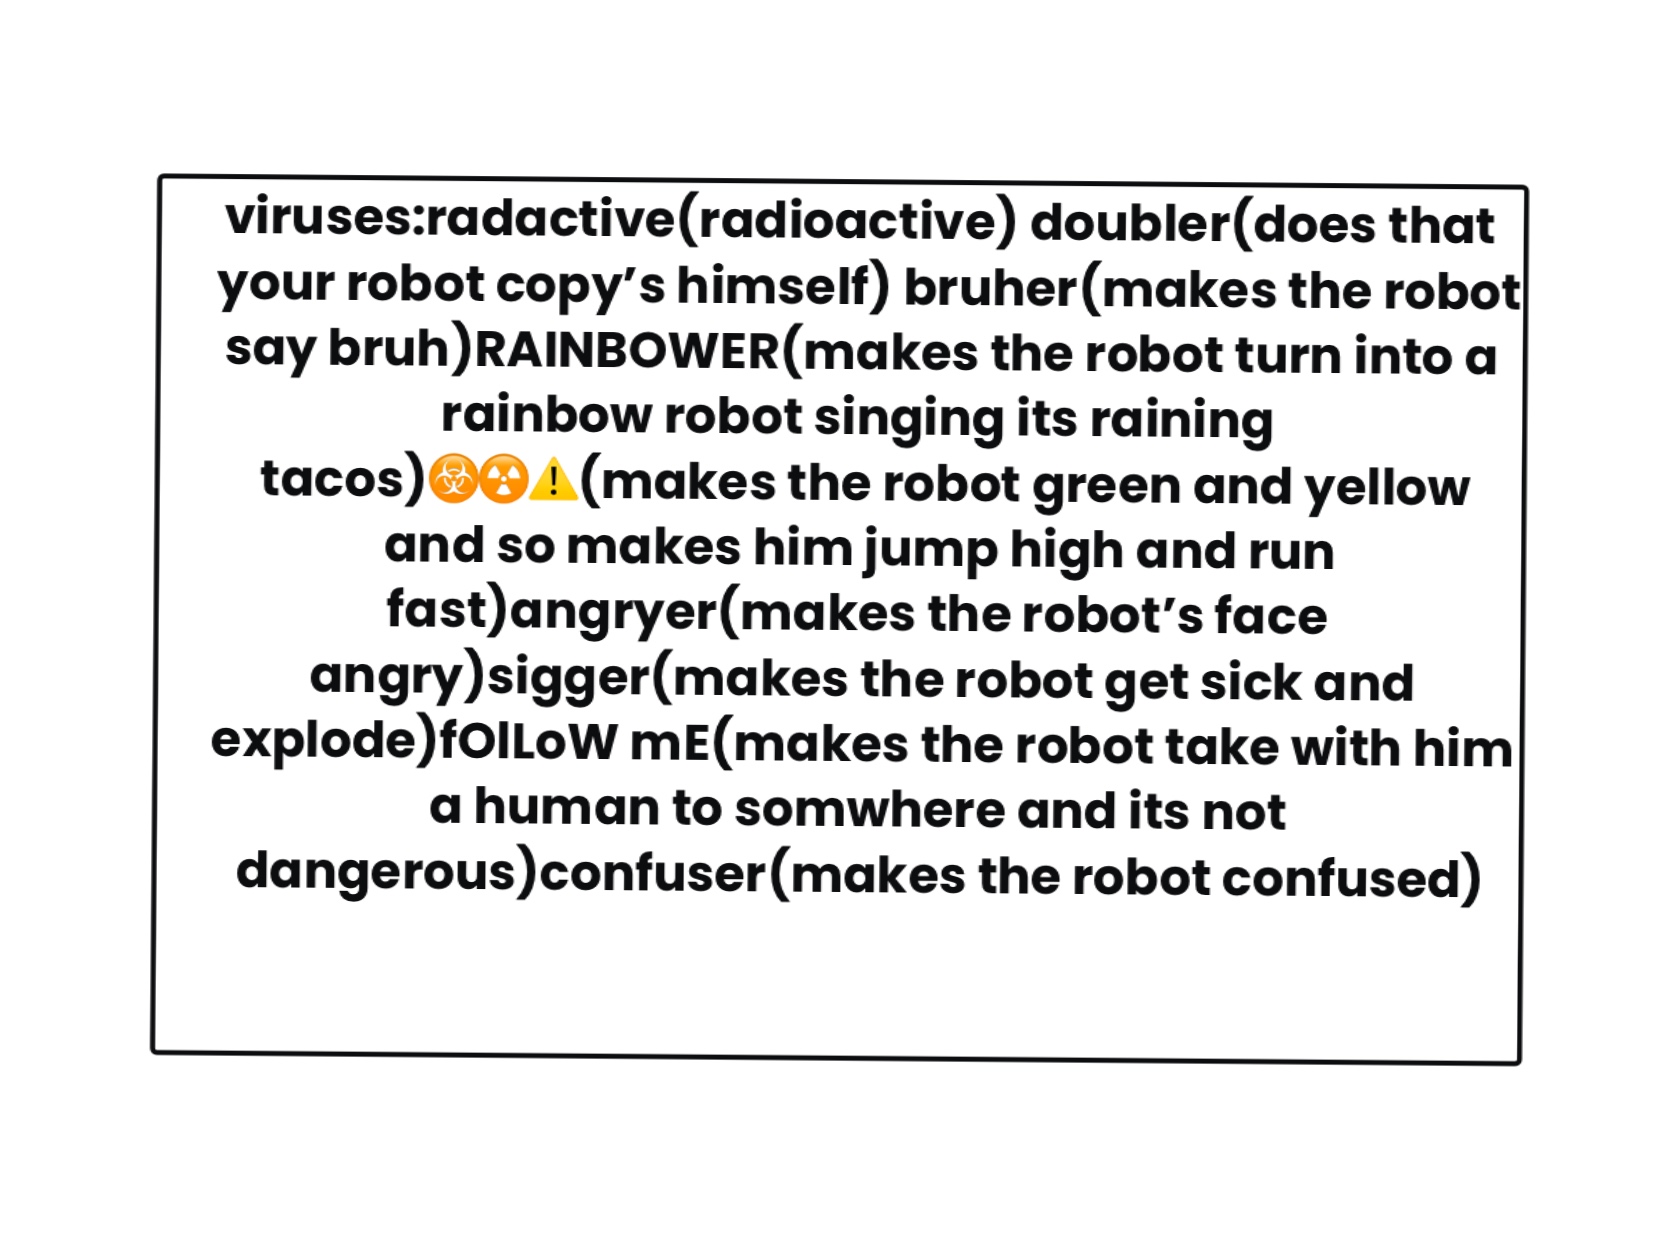 viruses:radactive(radioactive) doubler(does that
your robot copy’s himself) bruher(makes the robot
say bruh)RAINBOWER(makes the robot turn into a
rainbow robot singing its raining
tacos)☣️☢️⚠️(makes the robot green and yellow
and so makes him jump high and run
fast)angryer(makes the robot’s face
angry)sigger(makes the robot get sick and
explode)fOlLoW mE(makes the robot take with him
a human to somwhere and its not
dangerous)confuser(makes the robot confused)